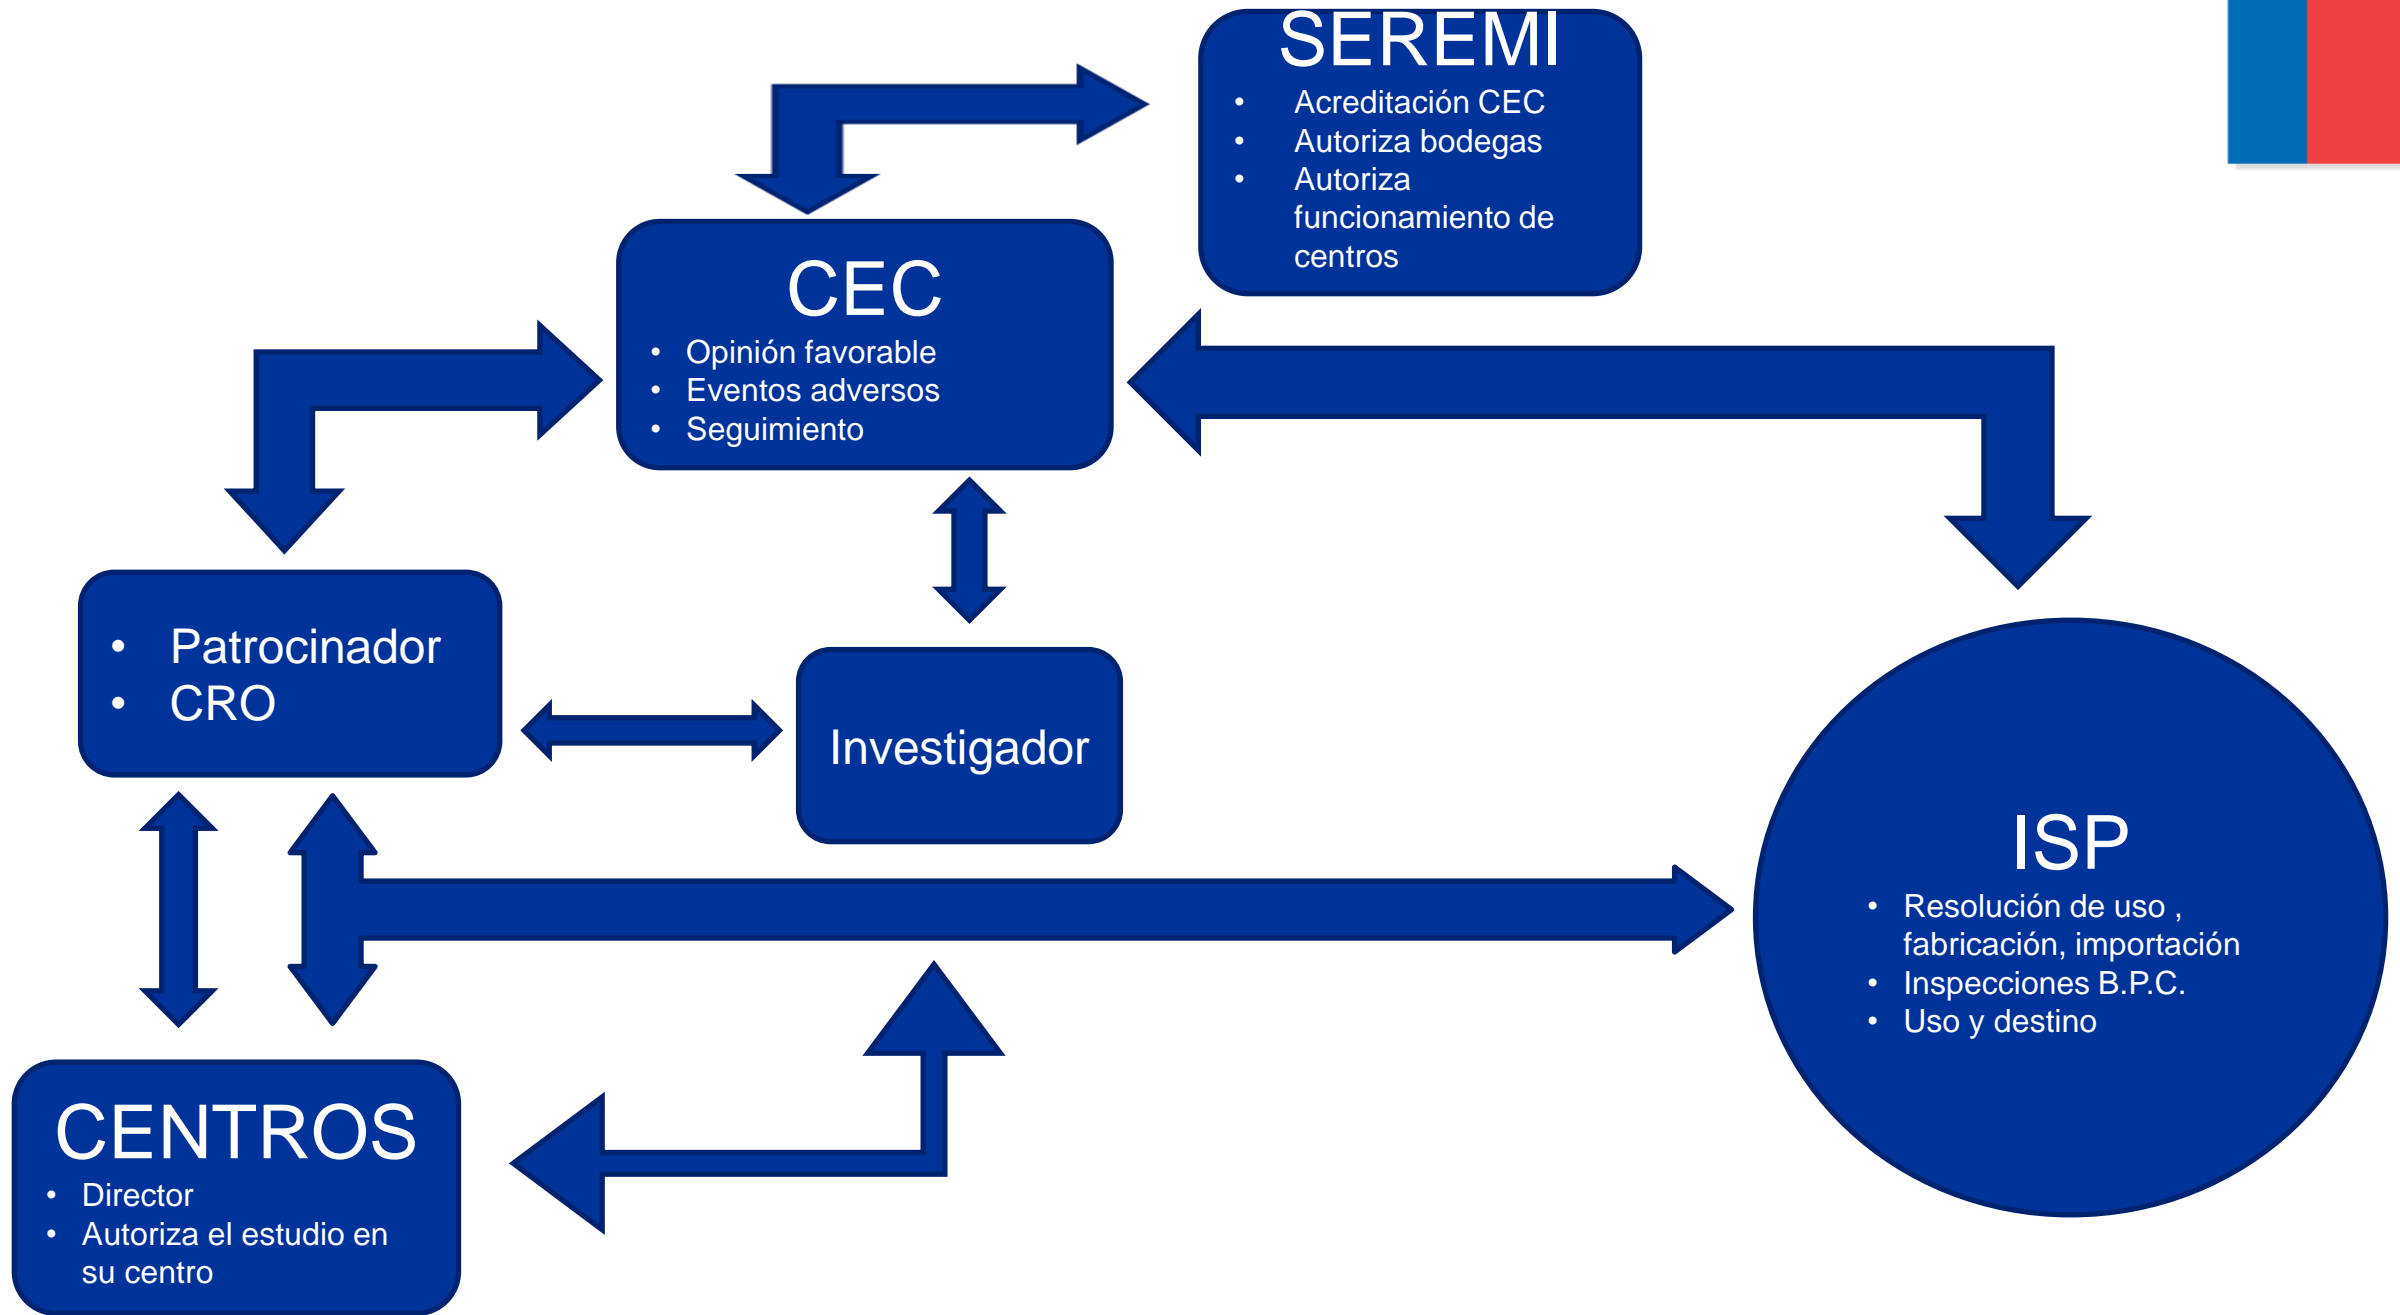 SEREMI
• Acreditación CEC
• Autoriza bodegas
• Autoriza
funcionamiento de
centros
CEC
• Opinión favorable
• Eventos adversos
• Seguimiento
• Patrocinador
• CRO
Investigador
ISP
• Resolución de uso ,
fabricación, importación
• Inspecciones B.P.C.
• Uso y destino
CENTROS
• Director
• Autoriza el estudio en
su centro